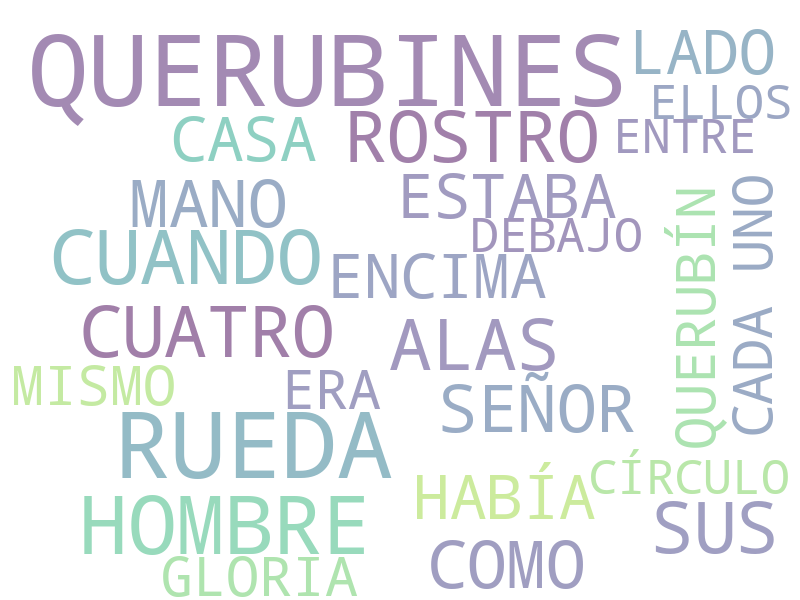 QUERUBINES
LADO
ELLOS
CASA
ROSTRO
ENTRE
MANO
ESTABA
DEBAJO
CUANDO
ENCIMA
QUERUBÍN
CADA UNO
CUATRO
ALAS
MISMO
ERA
SEÑOR
RUEDA
HABÍA
CÍRCULO
HOMBRE
SUS
GLORIA
COMO